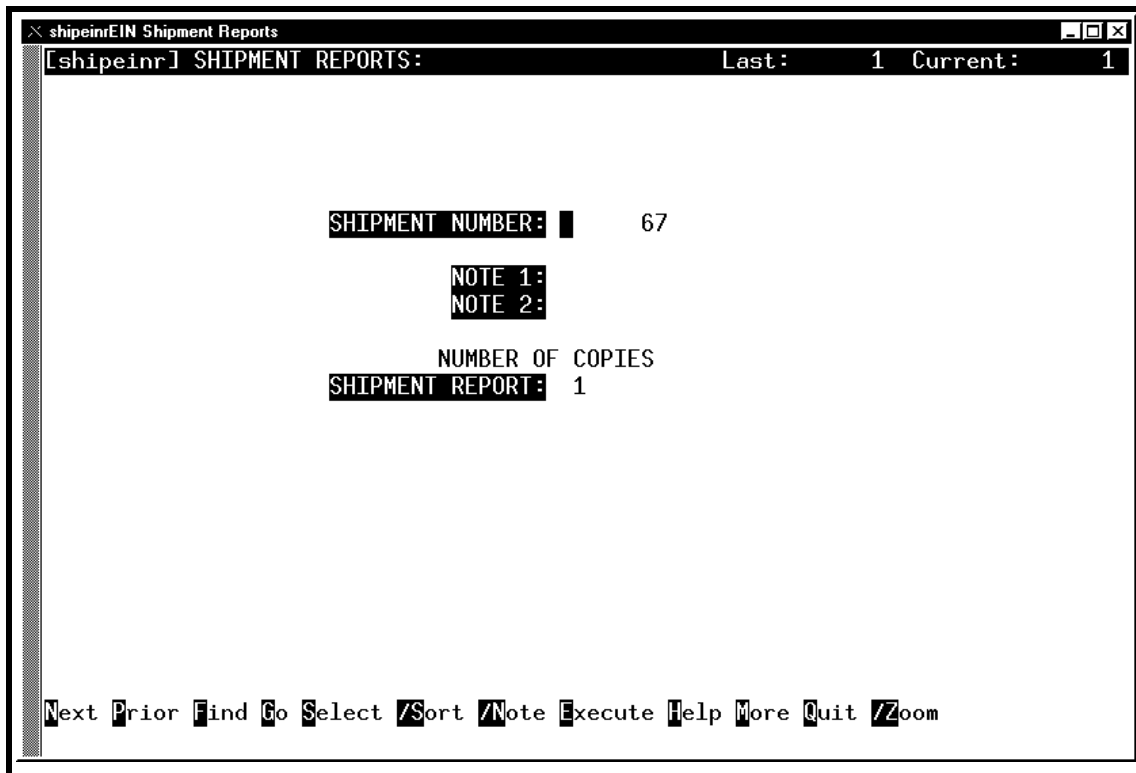 shipeinrEIN Shipment Reports
[shipeinr] SHIPMENT REPORTS: Last: 1 Current: 1
SHIPMENT NUMBER: 67
NOTE 1:
NOTE 2:
NUMBER OF COPIES
SHIPMENT REPORT: 1
Next Prior Find Go Select /Sort /Note Execute Help More Quit /Zoom